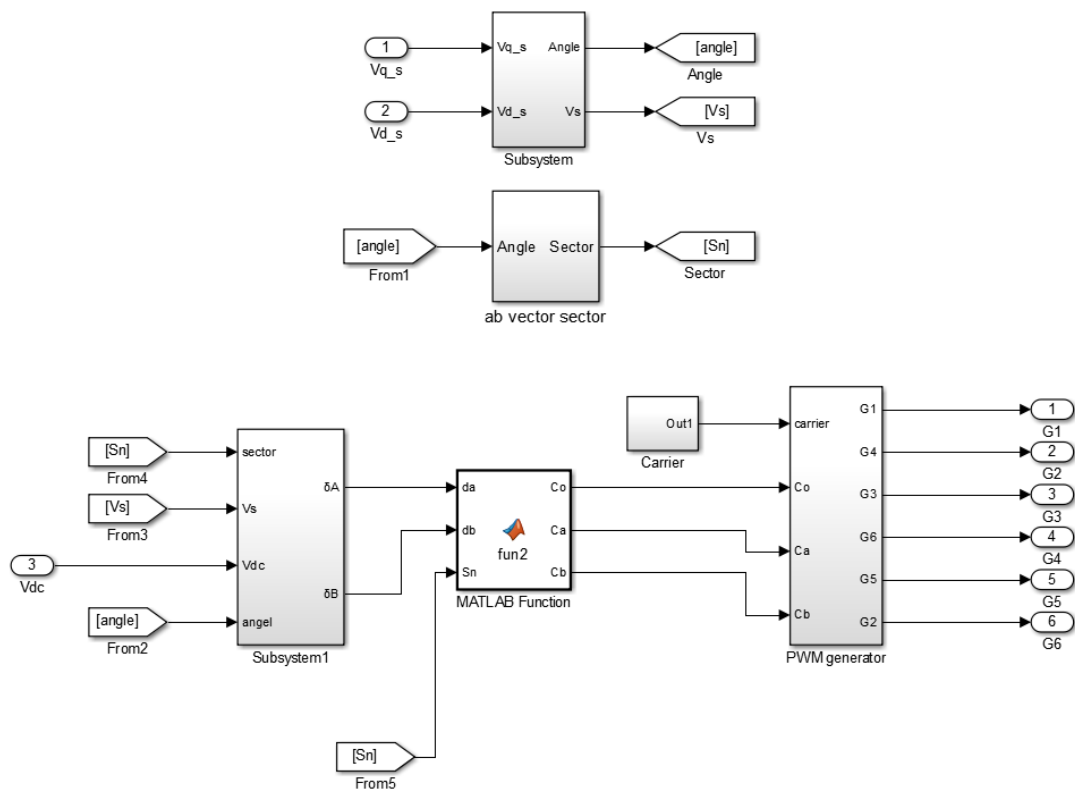 1
Vq_s
2
Vd_s
Vq_s
Vd_s
Angle
Vs
Subsystem
[angle]
Angle
[Vs]
Vs
[angle]
From1
Angle
Sector
ab vector sector
[Sn]
Sector
[Sn]
From4
[Vs]
From3
3
Vdc
[angle]
From2
sector
Vs
Vdc
angel
δA
δB
Subsystem1
[Sn]
From5
da
db
Sn
fun2
Co
Ca
Cb
MATLAB Function
Out1
Carrier
carrier
Co
Ca
Cb
G1
G4
G3
G6
G5
G2
PWM generator
1
G1
2
G2
3
G3
4
G4
5
G5
6
G6